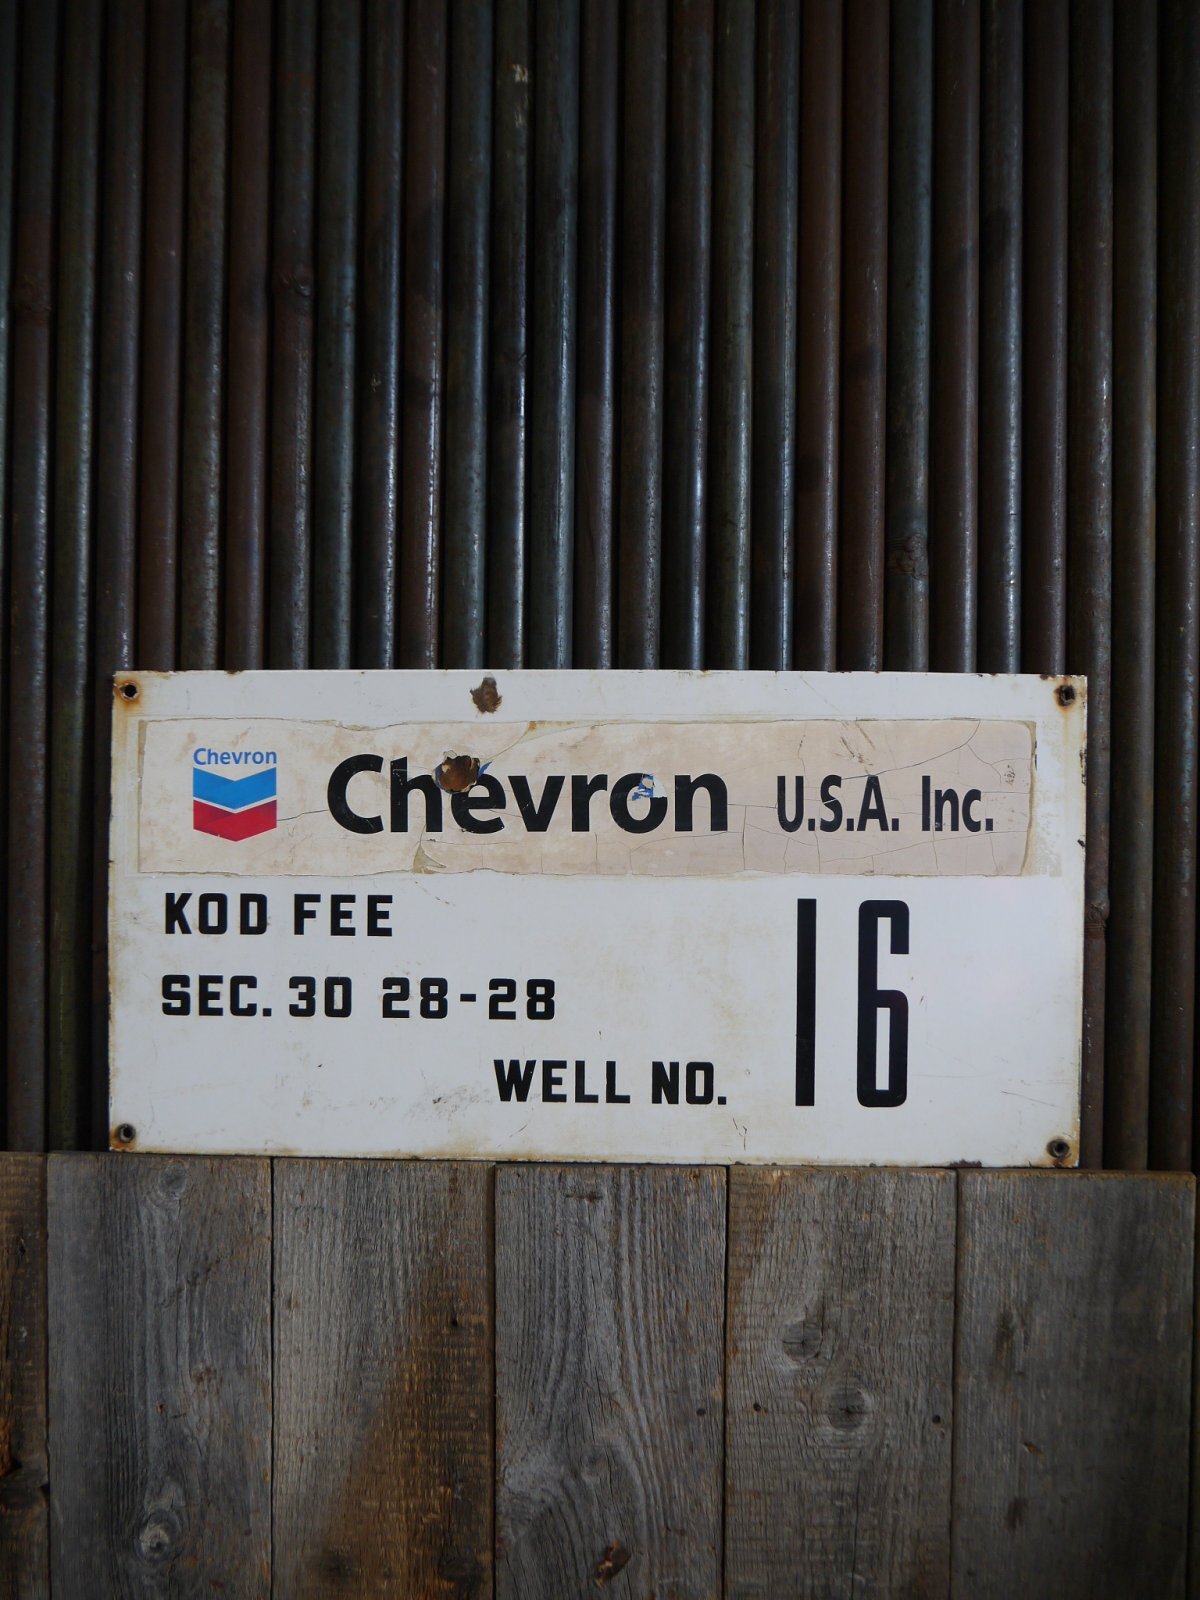 Chevron
Chevron U.S.A. Inc.
KOD FEE
SEC. 30 28-28
WELL NO. 16